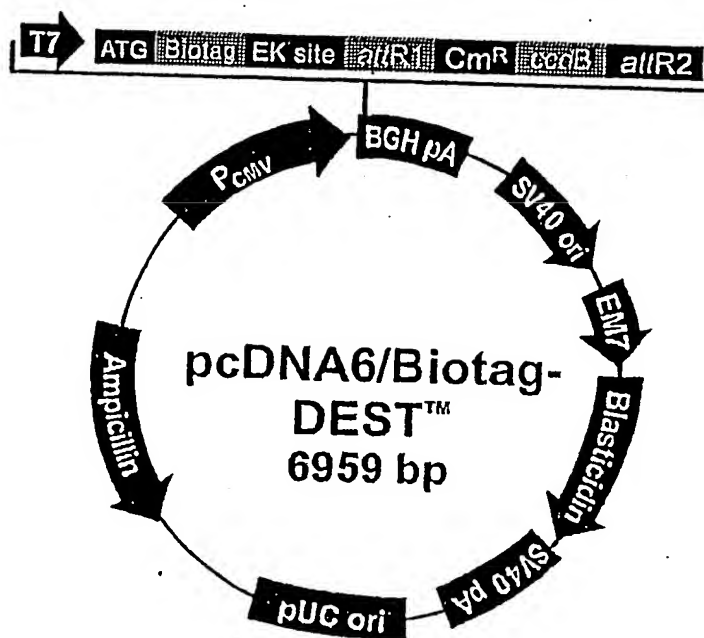 T7 ATG Biotag EK site attR1 CmR ccdB attR2
PCMV
BGH pA
SV40 ori
EM7
Blasticidin
SV40 pA
pUC ori
Ampicillin
pcDNA6/Biotag-
DEST™
6959 bp